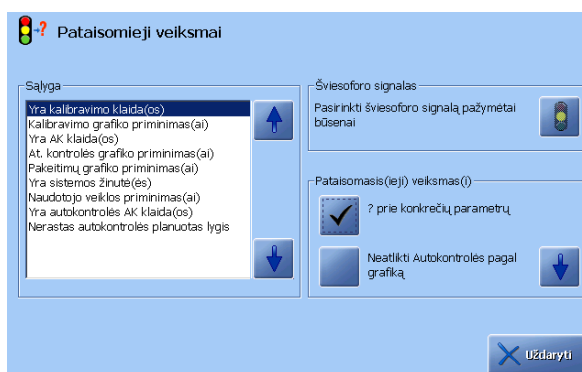 Pataisomieji veiksmai
Sąlyga
Yra kalibravimo klaida(os)
Kalibravimo grafiko priminimas(ai)
Yra AK klaida(os)
At. kontrolės grafiko priminimas(ai)
Pakeitimų grafiko priminimas(ai)
Yra sistemos žinutė(ės)
Naudotojo veiklos priminimas(ai)
Yra autokontrolės AK klaida(os)
Nerastas autokontrolės planuotas lygis
Šviesoforo signalas
Pasirinkti šviesoforo signalą pažymėtai
būsenai
Pataisomasis(ieji) veiksmas(i)
? prie konkrečių parametrų
Neatlikti Autokontrolės pagal
grafiką
Uždaryti